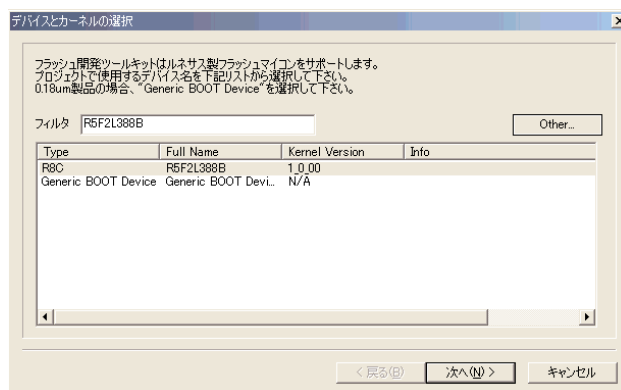 デバイスとカーネルの選択
フラッシュ開発ツールキットはルネサス製フラッシュマイコンをサポートします。
プロジェクトで使用するデバイス名を下記リストから選択して下さい。
0.18um製品の場合、"Generic BOOT Device"を選択して下さい。
フィルタ R5F2L388B Other...
Type Full Name Kernel Version Info
R8C R5F2L388B 1_0_00
Generic BOOT Device Generic BOOT Devi... N/A
< 戻る(B) 次へ(N) > キャンセル